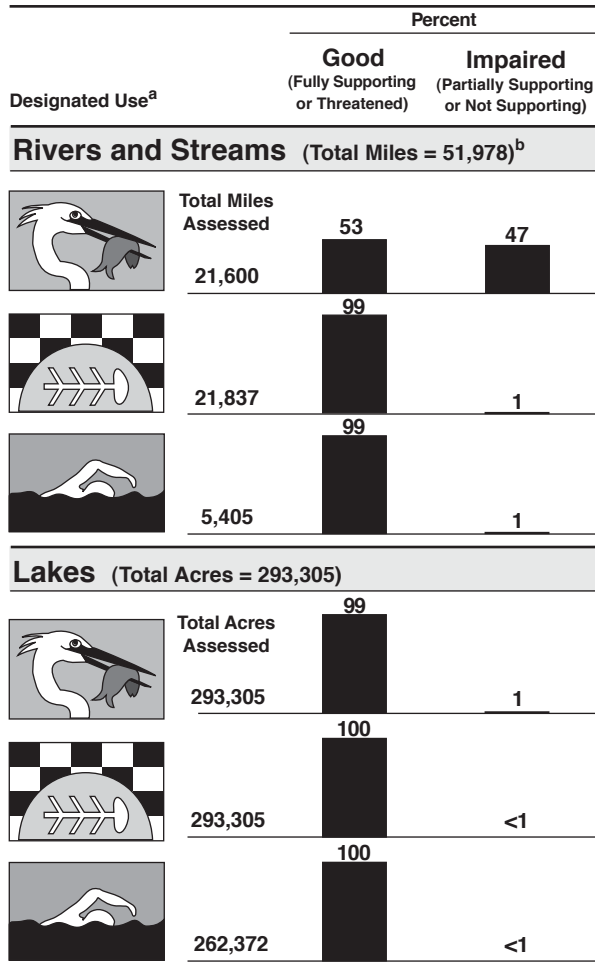 Percent
Good
(Fully Supporting
or Threatened)
Impaired
(Partially Supporting
or Not Supporting)
Designated Useᵃ
Rivers and Streams (Total Miles = 51,978)ᵇ
Total Miles
Assessed
53
47
21,600
99
21,837
1
99
5,405
1
Lakes (Total Acres = 293,305)
Total Acres
Assessed
99
293,305
1
100
293,305
<1
100
262,372
<1